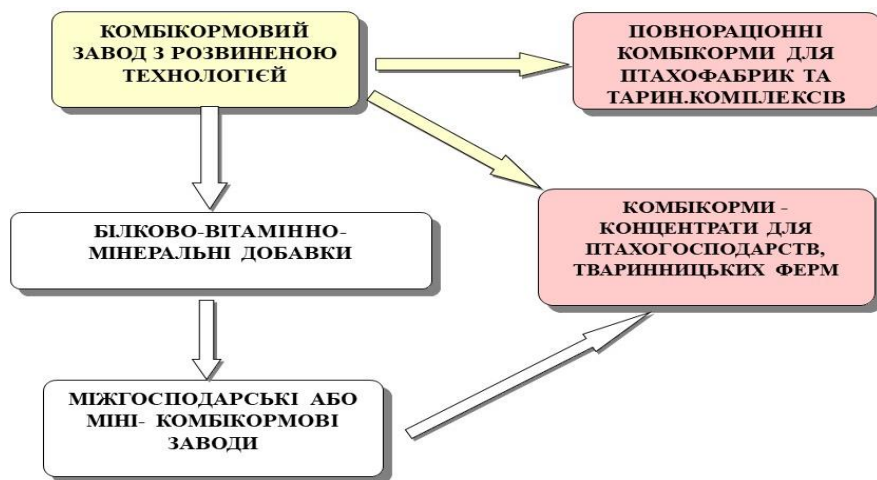 КОМБІКОРМОВИЙ
ЗАВОД З РОЗВИНЕНОЮ
ТЕХНОЛОГІЄЙ
ПОВНОРАЦІОННІ
КОМБІКОРМИ ДЛЯ
ПТАХОФАБРИК ТА
ТАРИН.КОМПЛЕКСІВ
БІЛКОВО-ВІТАМІННО-
МІНЕРАЛЬНІ ДОБАВКИ
КОМБІКОРМИ -
КОНЦЕНТРАТИ ДЛЯ
ПТАХОГОСПОДАРСТВ,
ТВАРИННИЦЬКИХ ФЕРМ
МІЖГОСПОДАРСЬКІ АБО
МІНІ- КОМБІКОРМОВІ
ЗАВОДИ